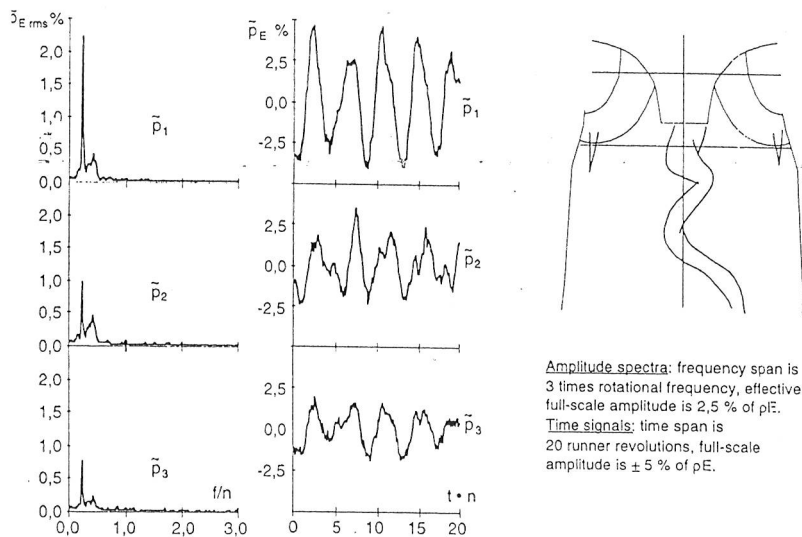 p̃E rms %
2,0
1,5
1,0
0,5
0,0
p̃1
2,0
1,5
1,0
0,5
0,0
p̃2
2,0
1,5
1,0
0,5
0,0
p̃3
f/n
0,0 1,0 2,0 3,0
p̃E %
2,5
0,0
-2,5
p̃1
2,5
0,0
-2,5
p̃2
2,5
0,0
-2,5
p̃3
t • n
0 5 10 15 20
Amplitude spectra: frequency span is
3 times rotational frequency, effective
full-scale amplitude is 2,5 % of ρE.
Time signals: time span is
20 runner revolutions, full-scale
amplitude is ± 5 % of ρE.